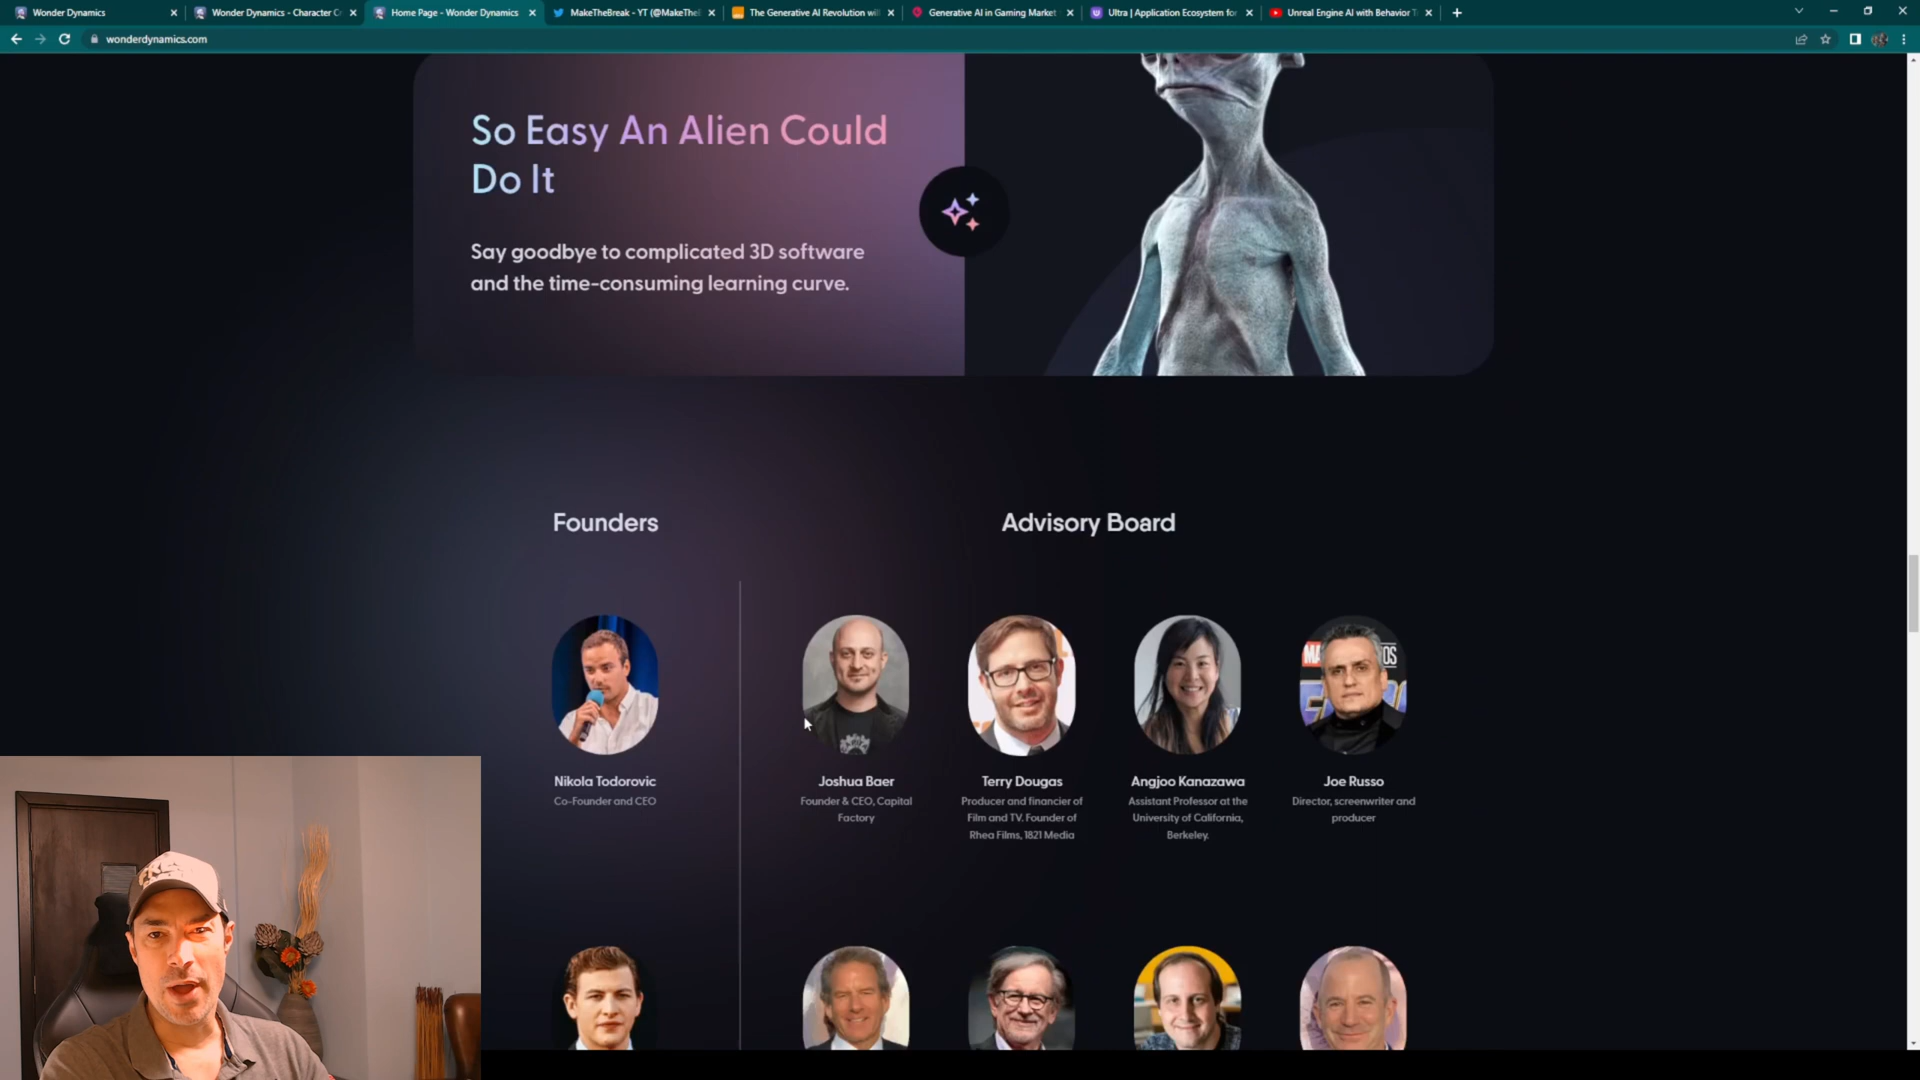 Wonder Dynamics
Wonder Dynamics - Character Cr
Home Page - Wonder Dynamics
MakeTheBreak - YT (@MakeTheB
The Generative AI Revolution wil
Generative AI in Gaming Market
Ultra | Application Ecosystem for
Unreal Engine AI with Behavior T
wonderdynamics.com
So Easy An Alien Could
Do It
Say goodbye to complicated 3D software
and the time-consuming learning curve.
Founders
Advisory Board
Nikola Todorovic
Co-Founder and CEO
Joshua Baer
Founder & CEO, Capital
Factory
Terry Dougas
Producer and financier of
Film and TV. Founder of
Rhea Films, 1821 Media
Angjoo Kanazawa
Assistant Professor at the
University of California,
Berkeley.
Joe Russo
Director, screenwriter and
producer